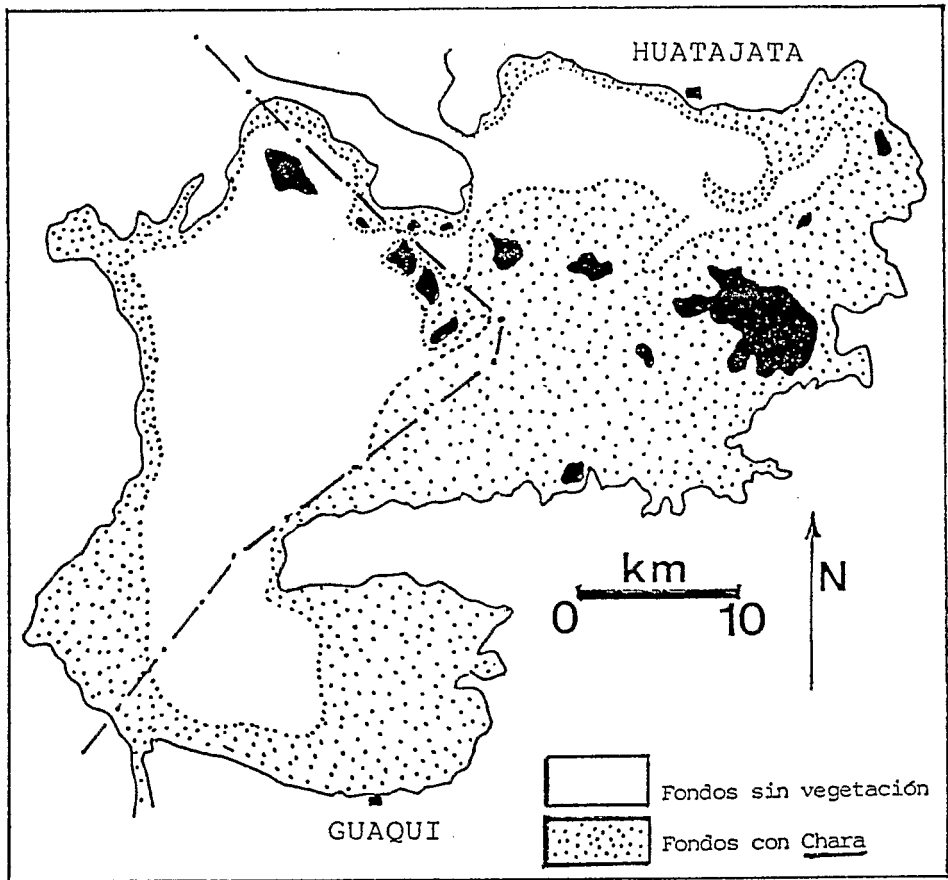 HUATAJATA
km
0 10
N
Fondos sin vegetación
Fondos con Chara
GUAQUI